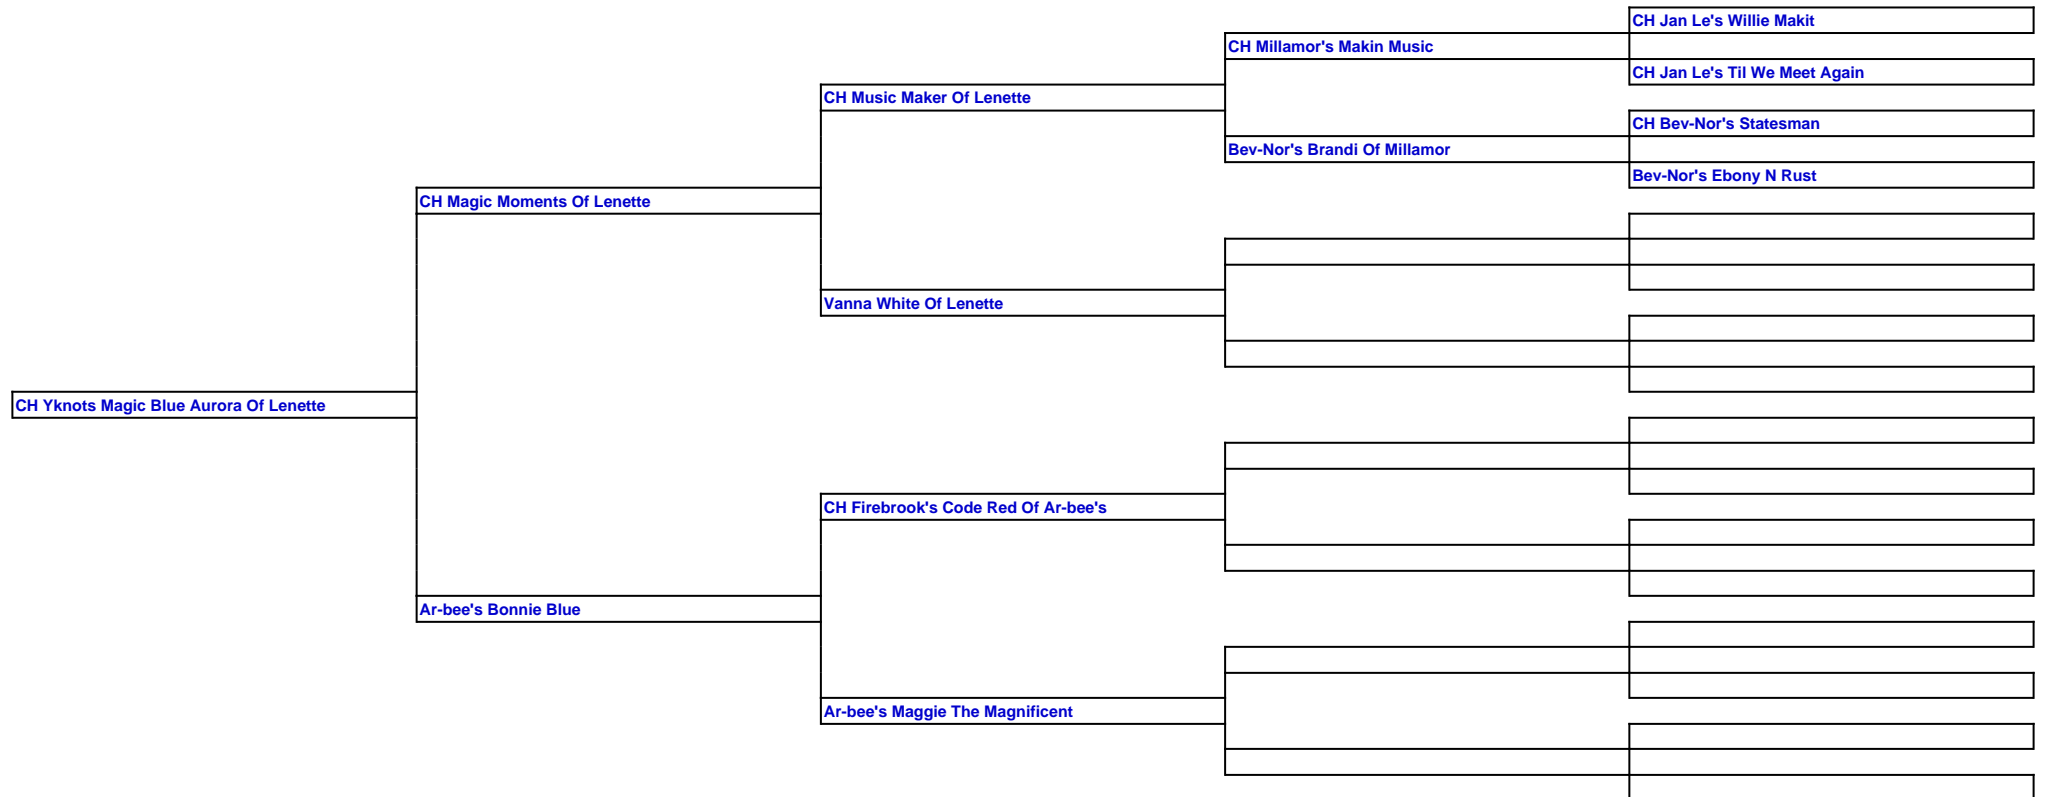 CH Jan Le's Willie Makit
CH Millamor's Makin Music
CH Jan Le's Til We Meet Again
CH Music Maker Of Lenette
CH Bev-Nor's Statesman
Bev-Nor's Brandi Of Millamor
Bev-Nor's Ebony N Rust
CH Magic Moments Of Lenette
Vanna White Of Lenette
CH Yknots Magic Blue Aurora Of Lenette
CH Firebrook's Code Red Of Ar-bee's
Ar-bee's Bonnie Blue
Ar-bee's Maggie The Magnificent